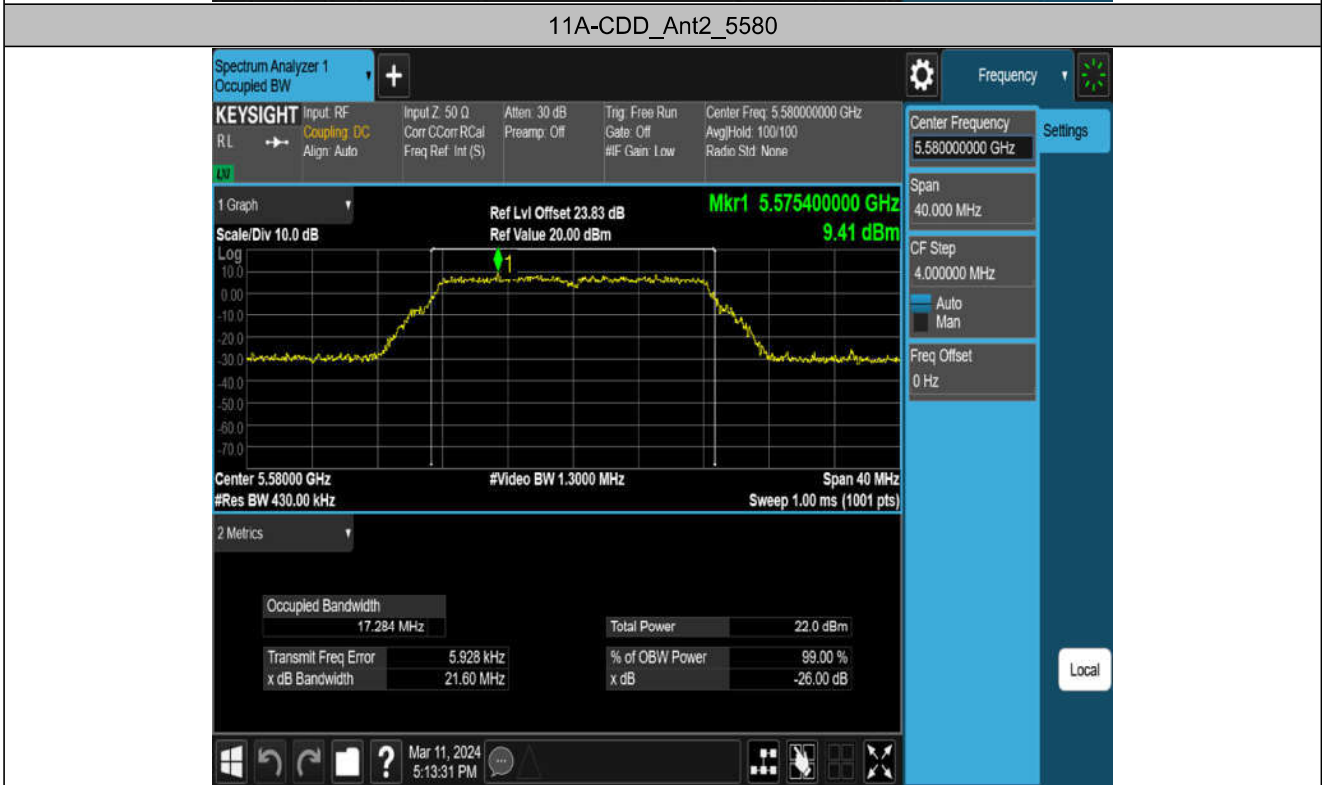 11A-CDD_Ant2_5580
Spectrum Analyzer 1
Occupied BW
Frequency
KEYSIGHT
R L
LXI
Input: RF
Coupling: DC
Align: Auto
Input Z: 50 Ω
Corr CCorr RCal
Freq Ref: Int (S)
Atten: 30 dB
Preamp: Off
Trig: Free Run
Gate: Off
#IF Gain: Low
Center Freq: 5.580000000 GHz
Avg|Hold: 100/100
Radio Std: None
Center Frequency
5.580000000 GHz
Settings
Span
40.000 MHz
CF Step
4.000000 MHz
Auto
Man
Freq Offset
0 Hz
1 Graph
Scale/Div 10.0 dB
Ref Lvl Offset 23.83 dB
Ref Value 20.00 dBm
Mkr1 5.575400000 GHz
9.41 dBm
Log
1
10.0
0.00
-10.0
-20.0
-30.0
-40.0
-50.0
-60.0
-70.0
Center 5.58000 GHz
#Res BW 430.00 kHz
#Video BW 1.3000 MHz
Span 40 MHz
Sweep 1.00 ms (1001 pts)
2 Metrics
Occupied Bandwidth
17.284 MHz
Total Power 22.0 dBm
Transmit Freq Error 5.928 kHz
% of OBW Power 99.00 %
x dB Bandwidth 21.60 MHz
x dB -26.00 dB
Local
Mar 11, 2024
5:13:31 PM